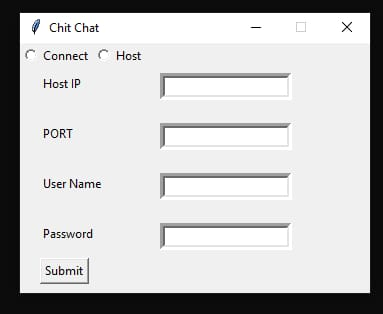 Chit Chat
Connect Host
Host IP
PORT
User Name
Password
Submit